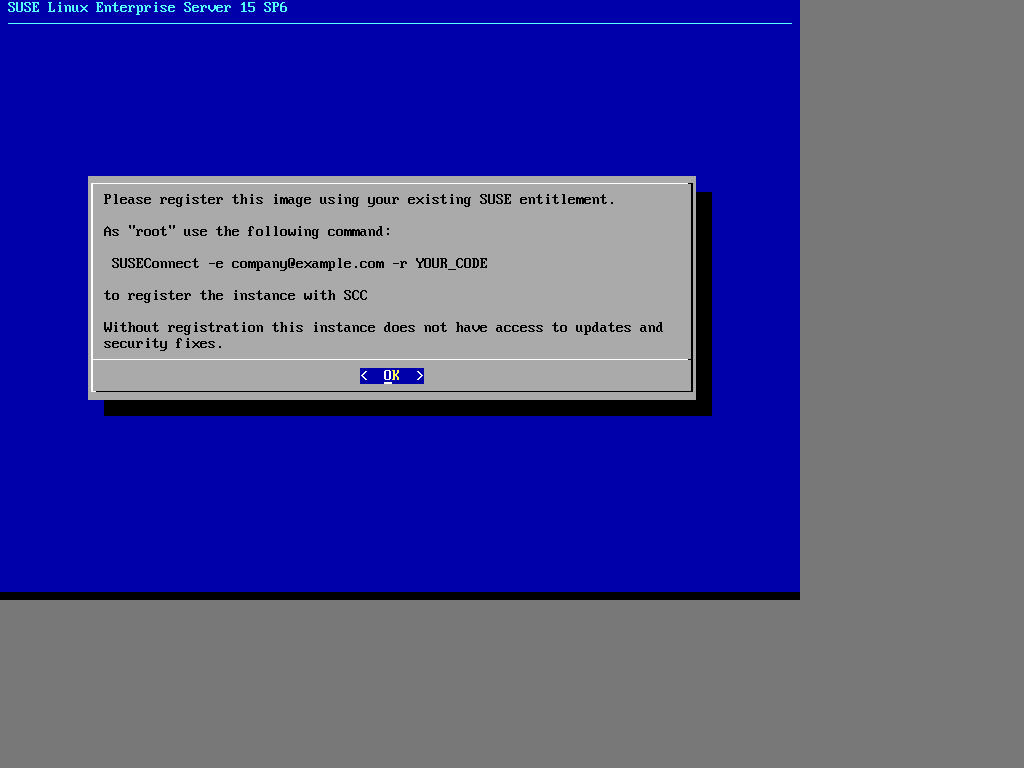 SUSE Linux Enterprise Server 15 SP6
Please register this image using your existing SUSE entitlement.
As "root" use the following command:
SUSEConnect -e company@example.com -r YOUR_CODE
to register the instance with SCC
Without registration this instance does not have access to updates and
security fixes.
< OK >